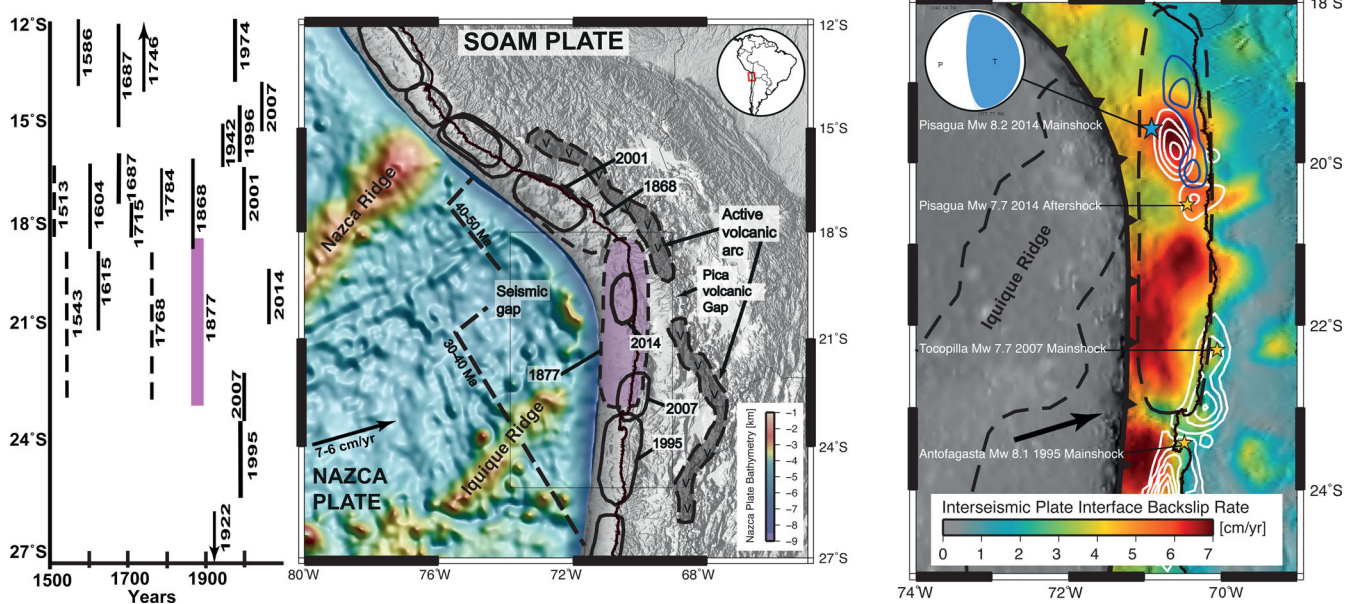 12°S
15°S
18°S
21°S
24°S
27°S
1586
1687
1746
1974
2007
1942
1996
1513
1604
1687
1715
1784
1868
2001
1543
1615
1768
1877
2014
2007
1995
1922
1500
1700
1900
Years
80°W
76°W
72°W
68°W
12°S
15°S
18°S
21°S
24°S
27°S
SOAM PLATE
Nazca Ridge
40-50 Ma
30-40 Ma
2001
1868
Active
volcanic
arc
Pica
volcanic
Gap
Seismic
gap
2014
1877
2007
1995
7-6 cm/yr
NAZCA
PLATE
Iquique Ridge
Nazca Plate Bathymetry [km]
−1
−2
−3
−4
−5
−6
−7
−8
−9
18°S
20°S
22°S
24°S
74°W
72°W
70°W
P
T
Pisagua Mw 8.2 2014 Mainshock
Pisagua Mw 7.7 2014 Aftershock
Iquique Ridge
Tocopilla Mw 7.7 2007 Mainshock
Antofagasta Mw 8.1 1995 Mainshock
Interseismic Plate Interface Backslip Rate
[cm/yr]
0 1 2 3 4 5 6 7